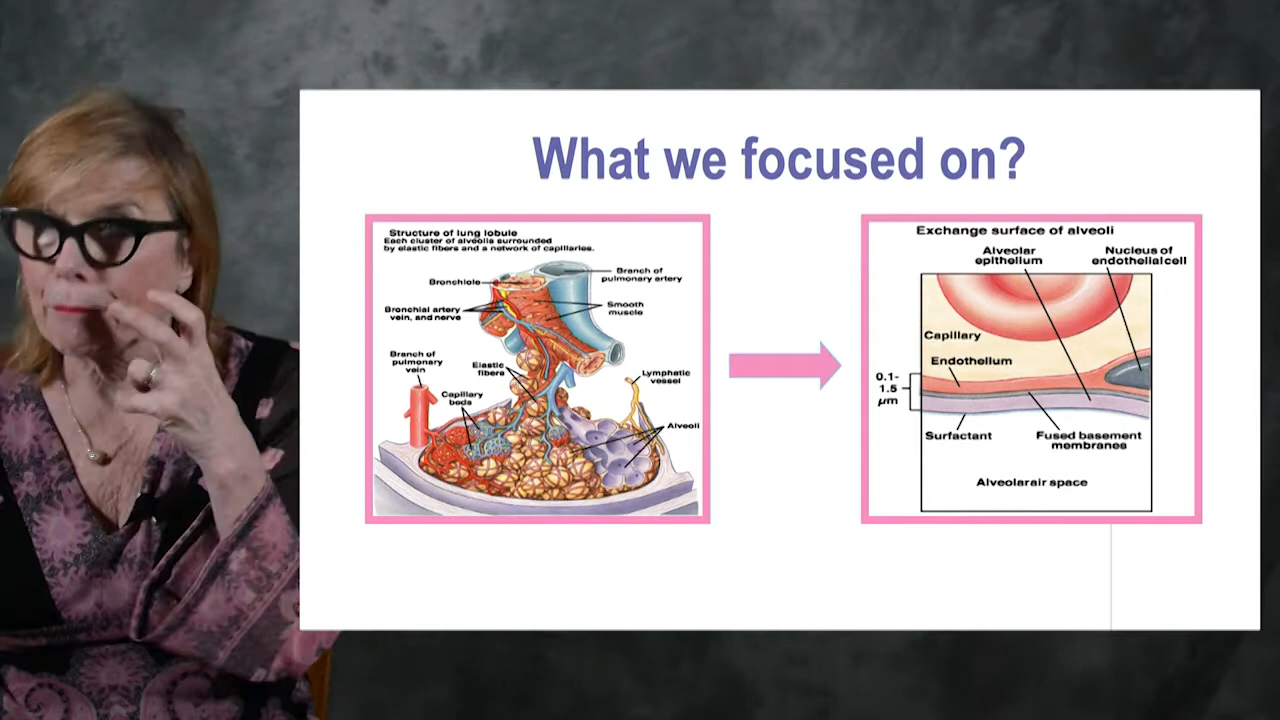 What we focused on?
Structure of lung lobule
Each cluster of alveolis surrounded
by elastic fibers and a network of capillaries.
Bronchiole
Branch of
pulmonary artery
Bronchial artery
vein, and nerve
Smooth
muscle
Branch of
pulmonary
vein
Elastic
fibers
Capillary
beds
Lymphatic
vessel
Alveoli
Exchange surface of alveoli
Alveolar
epithelium
Nucleus of
endothelial cell
Capillary
Endothellum
0.1-
1.5
µm
Surfactant
Fused basement
membranes
Alveolarair space